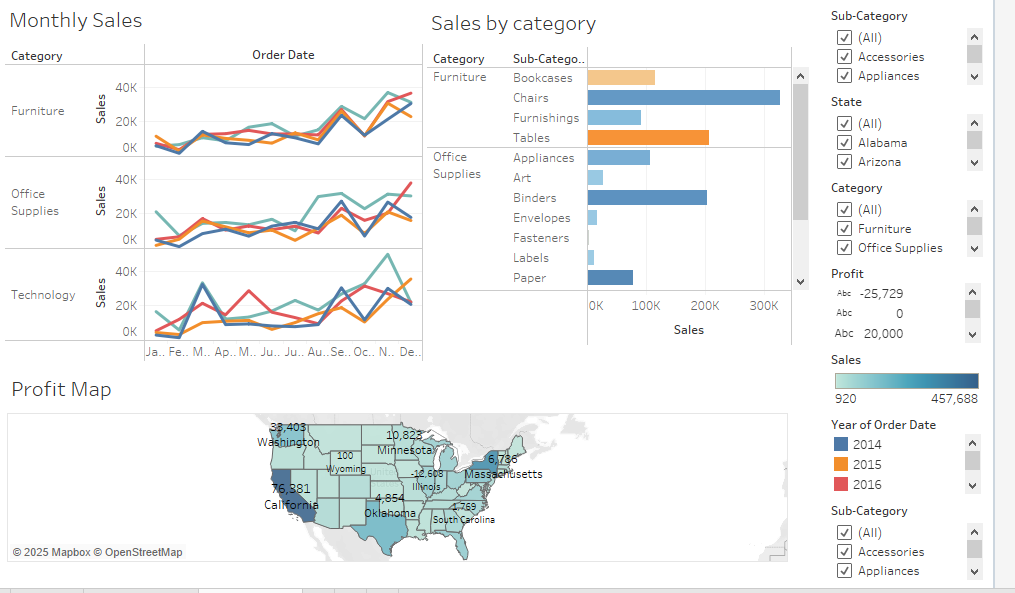 Monthly Sales
Category
Order Date
Furniture
Sales
40K
20K
0K
Office
Supplies
Sales
40K
20K
0K
Technology
Sales
40K
20K
0K
Ja.. Fe.. M.. Ap.. M.. Ju.. Ju.. Au.. Se.. Oc.. N.. De..
Sales by category
Category Sub-Catego..
Furniture Bookcases
Chairs
Furnishings
Tables
Office
Supplies
Appliances
Art
Binders
Envelopes
Fasteners
Labels
Paper
0K 100K 200K 300K
Sales
Profit Map
33,403
Washington
10,823
Minnesota
100
Wyoming
-12,608
Illinois
6,786
Massachusetts
76,381
California
4,854
Oklahoma
1,769
South Carolina
© 2025 Mapbox © OpenStreetMap
Sub-Category
(All)
Accessories
Appliances
State
(All)
Alabama
Arizona
Category
(All)
Furniture
Office Supplies
Profit
Abc -25,729
Abc 0
Abc 20,000
Sales
920 457,688
Year of Order Date
2014
2015
2016
Sub-Category
(All)
Accessories
Appliances